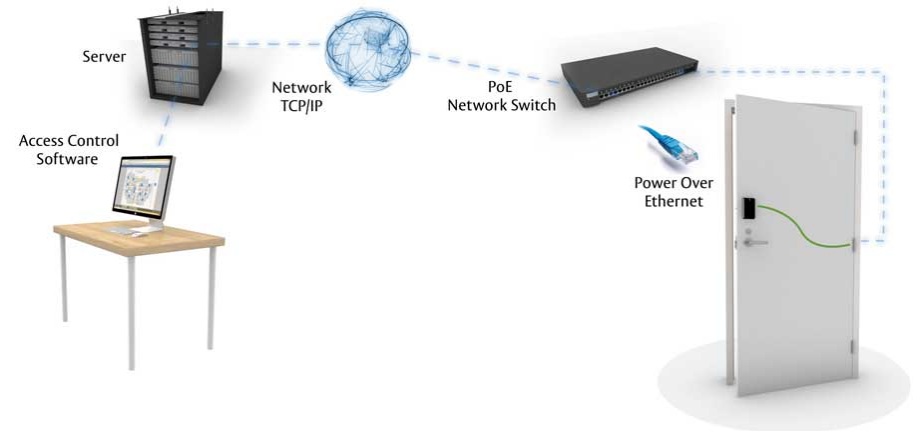 Server
Network
TCP/IP
PoE
Network Switch
Access Control
Software
Power Over
Ethernet